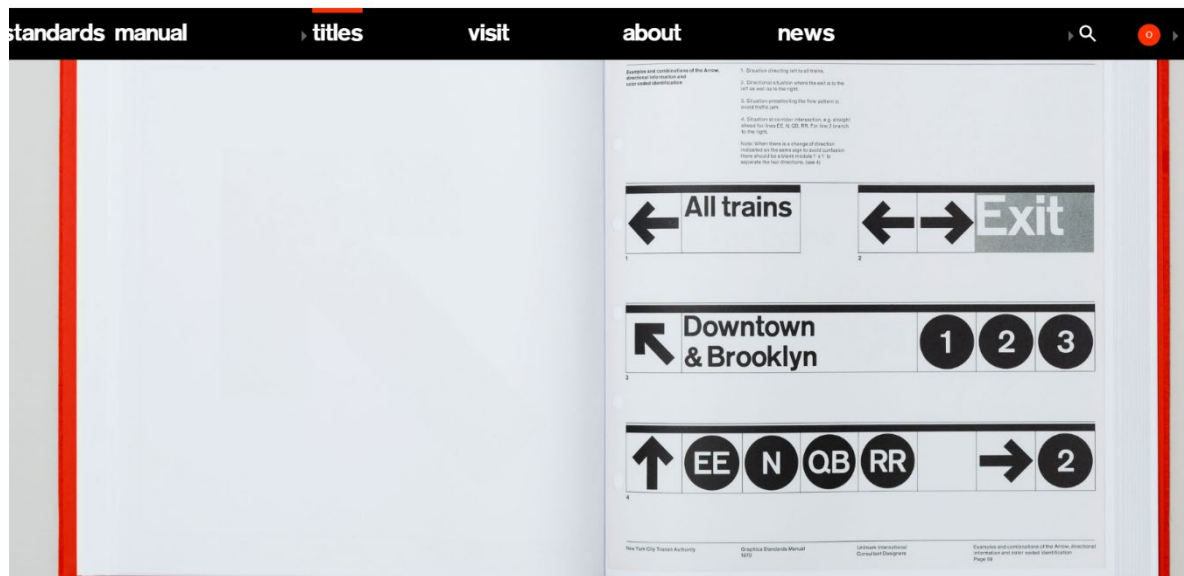 standards manual
titles
visit
about
news
0
Examples and combinations of the Arrow,
directional information and
color coded identification
1. Situation directing left to all trains.
2. Directional situation where the exit is to the
left as well as to the right.
3. Situation preselecting the flow pattern to
avoid traffic jam.
4. Situation at corridor intersection, e.g. straight
ahead for lines EE, N, QB, RR. For line 2 branch
to the right.
Note: When there is a change of direction
indicated on the same sign to avoid confusion
there should be a blank module 1' x 1' to
separate the two directions. (see 4)
All trains
Exit
1
2
Downtown
& Brooklyn
1 2 3
3
EE N QB RR 2
4
New York City Transit Authority
Graphics Standards Manual
1970
Unimark International
Consultant Designers
Examples and combinations of the Arrow, directional
information and color coded identification
Page 59